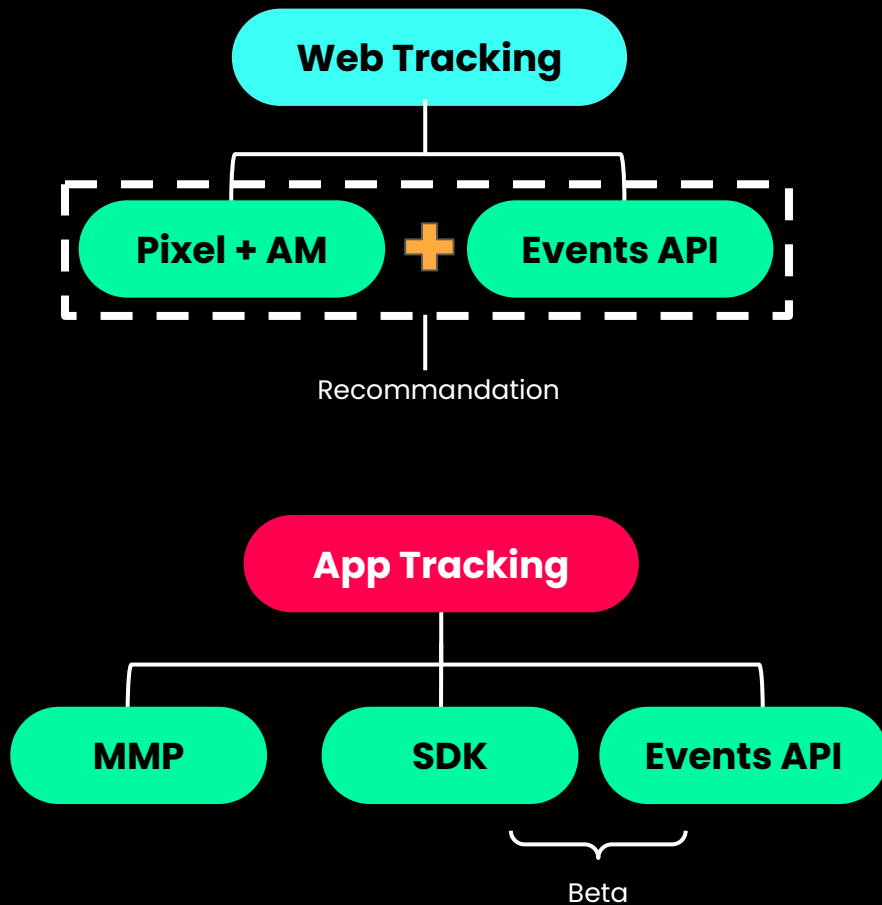 Web Tracking
Pixel + AM
Events API
Recommandation
App Tracking
MMP
SDK
Events API
Beta